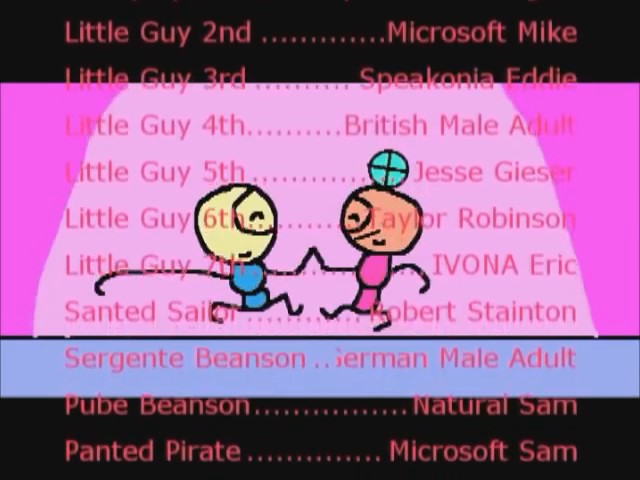 Little Guy 2nd .............Microsoft Mike
Little Guy 3rd .......... Speakonia Eddie
Little Guy 4th..........British Male Adult
Little Guy 5th ............. Jesse Gieser
Little Guy 6th..........Taylor Robinson
Little Guy 7th............. IVONA Eric
Santed Sailor ............Robert Stainton
Sergente Beanson ..German Male Adult
Pube Beanson................Natural Sam
Panted Pirate .............. Microsoft Sam